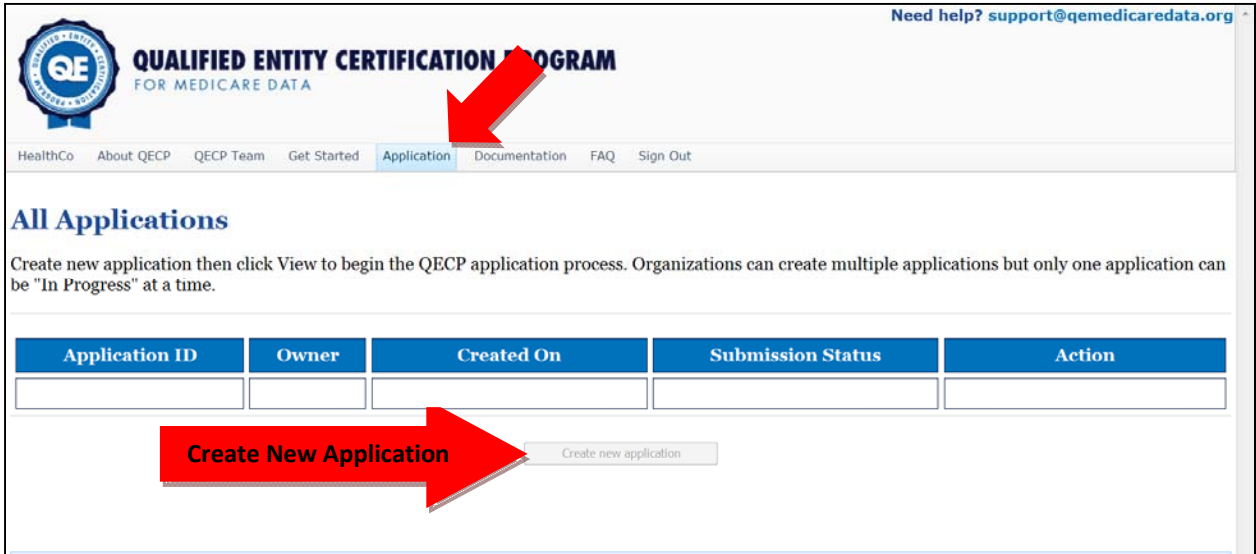 Need help? support@qemedicaredata.org
QE
QUALIFIED ENTITY CERTIFICATION PROGRAM
FOR MEDICARE DATA
HealthCo About QECP QECP Team Get Started Application Documentation FAQ Sign Out
All Applications
Create new application then click View to begin the QECP application process. Organizations can create multiple applications but only one application can
be "In Progress" at a time.
Application ID Owner Created On Submission Status Action
Create New Application Create new application